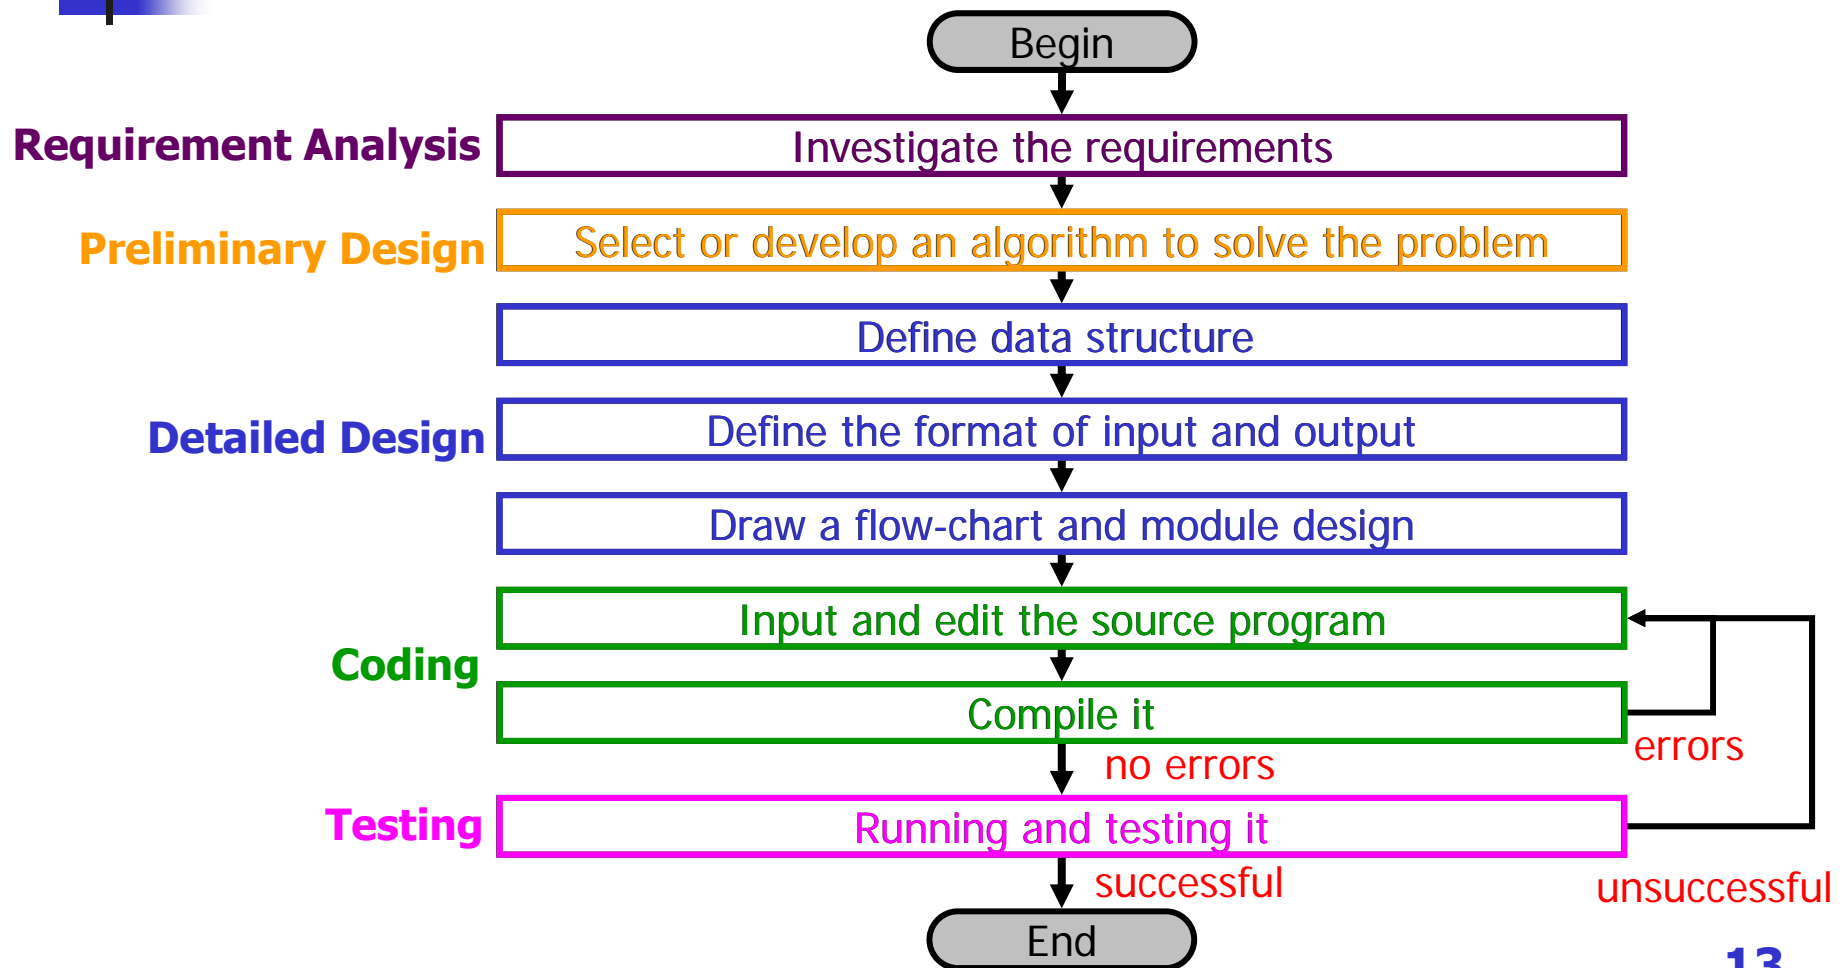 Begin
Requirement Analysis
Investigate the requirements
Preliminary Design
Select or develop an algorithm to solve the problem
Define data structure
Detailed Design
Define the format of input and output
Draw a flow-chart and module design
Input and edit the source program
Coding
Compile it
errors
no errors
Testing
Running and testing it
successful
unsuccessful
End
13